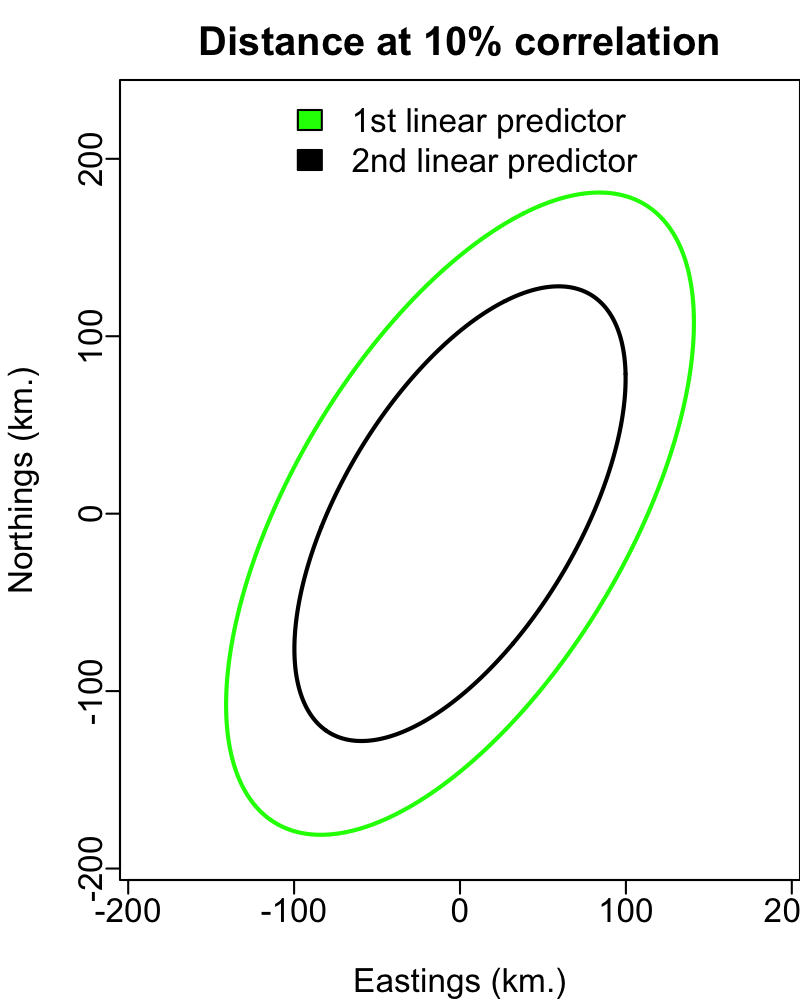 Distance at 10% correlation
1st linear predictor
2nd linear predictor
200
100
0
-100
-200
Northings (km.)
-200
-100
0
100
20
Eastings (km.)